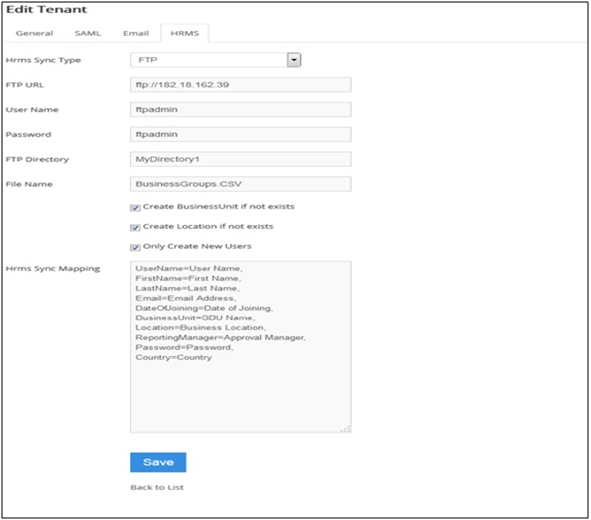 Edit Tenant
General SAML Email HRMS
Hrms Sync Type FTP
FTP URL ftp://182.18.162.39
User Name ftpadmin
Password ftpadmin
FTP Directory MyDirectory1
File Name BusinessGroups.CSV
Create BusinessUnit if not exists
Create Location if not exists
Only Create New Users
Hrms Sync Mapping UserName=User Name,
FirstName=First Name,
LastName=Last Name,
Email=Email Address,
DateOfJoining=Date of Joining,
BusinessUnit=SDU Name,
Location=Business Location,
ReportingManager=Approval Manager,
Password=Password,
Country=Country
Save
Back to List